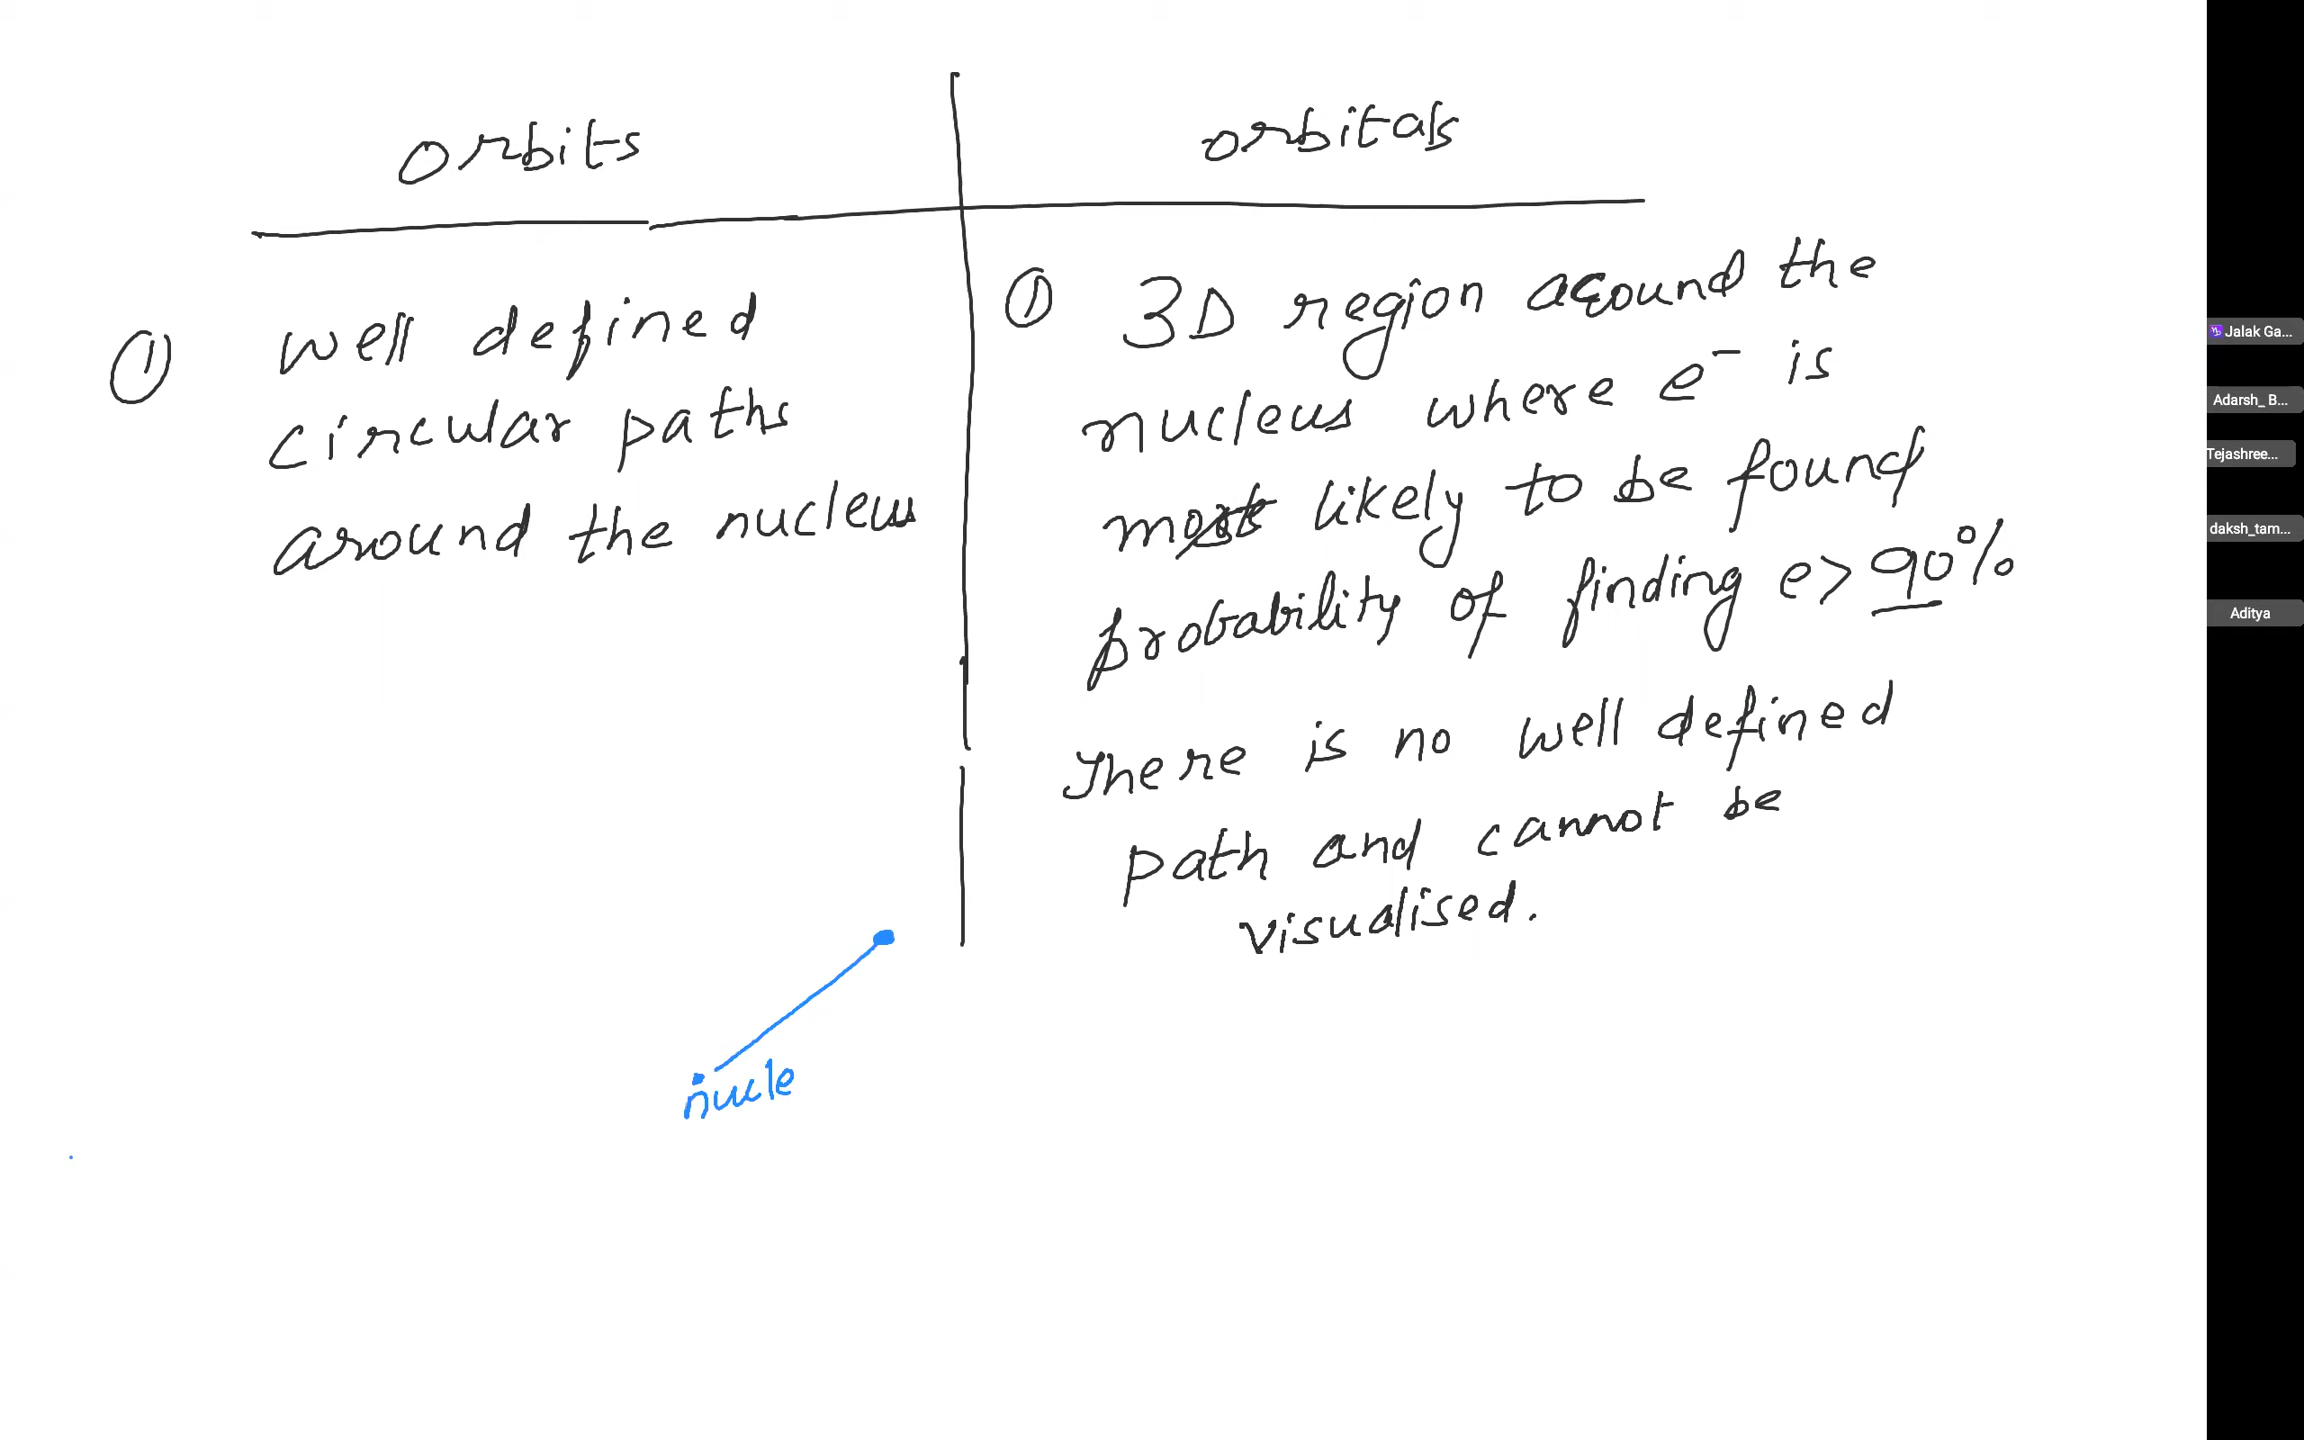 orbits
orbitals
① well defined
circular paths
around the nucleus
① 3D region around the
nucleus where e⁻ is
most likely to be found
probability of finding e > 90%
There is no well defined
path and cannot be
visualised.
nucle
Jalak Ga...
Adarsh_ B...
Tejashree...
daksh_tam...
Aditya